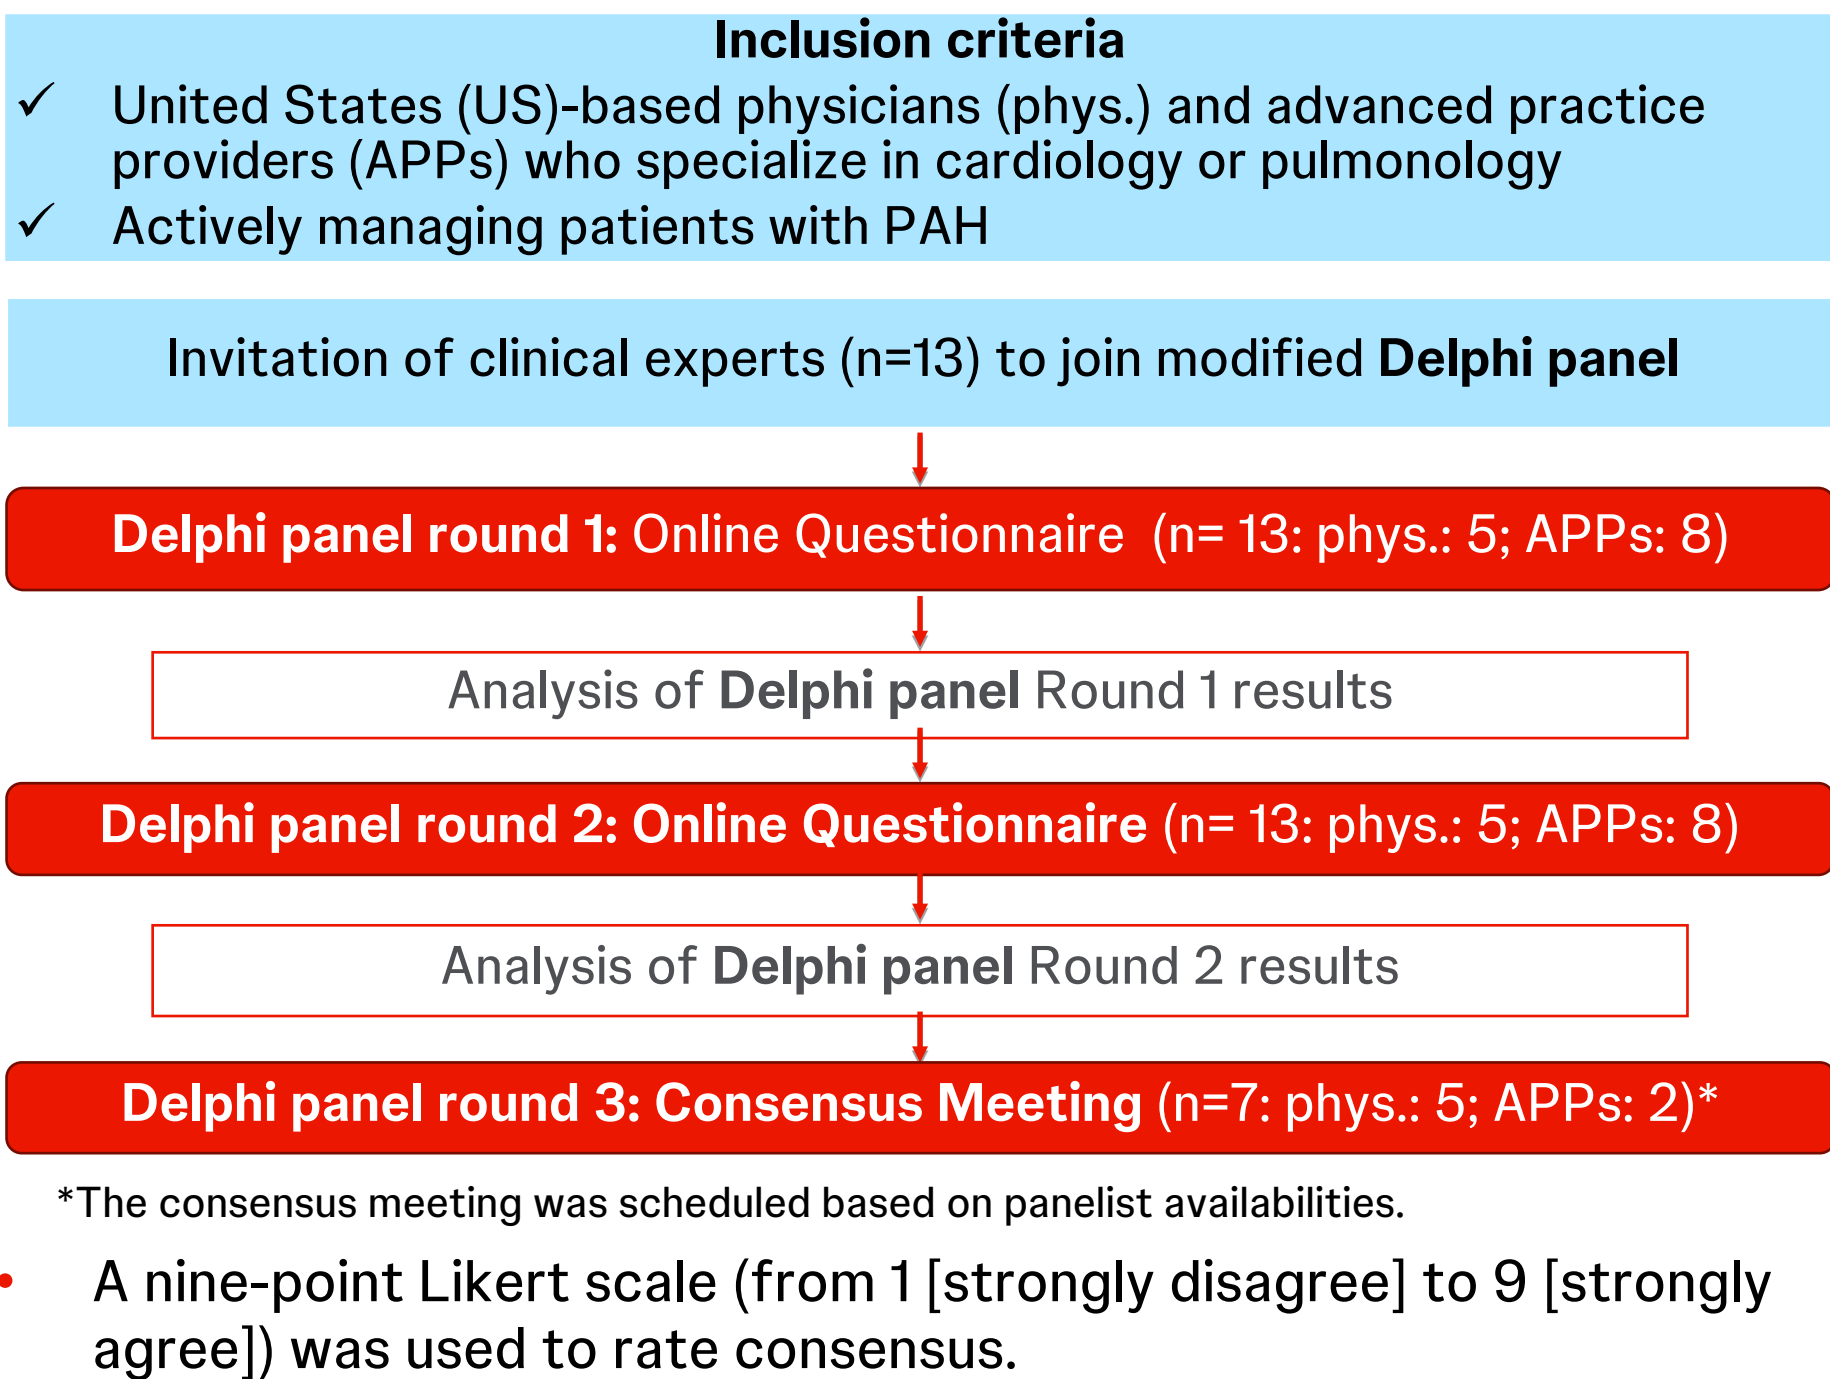 Inclusion criteria
✓ United States (US)-based physicians (phys.) and advanced practice
providers (APPs) who specialize in cardiology or pulmonology
✓ Actively managing patients with PAH
Invitation of clinical experts (n=13) to join modified Delphi panel
Delphi panel round 1: Online Questionnaire (n= 13: phys.: 5; APPs: 8)
Analysis of Delphi panel Round 1 results
Delphi panel round 2: Online Questionnaire (n= 13: phys.: 5; APPs: 8)
Analysis of Delphi panel Round 2 results
Delphi panel round 3: Consensus Meeting (n=7: phys.: 5; APPs: 2)*
*The consensus meeting was scheduled based on panelist availabilities.
• A nine-point Likert scale (from 1 [strongly disagree] to 9 [strongly
agree]) was used to rate consensus.